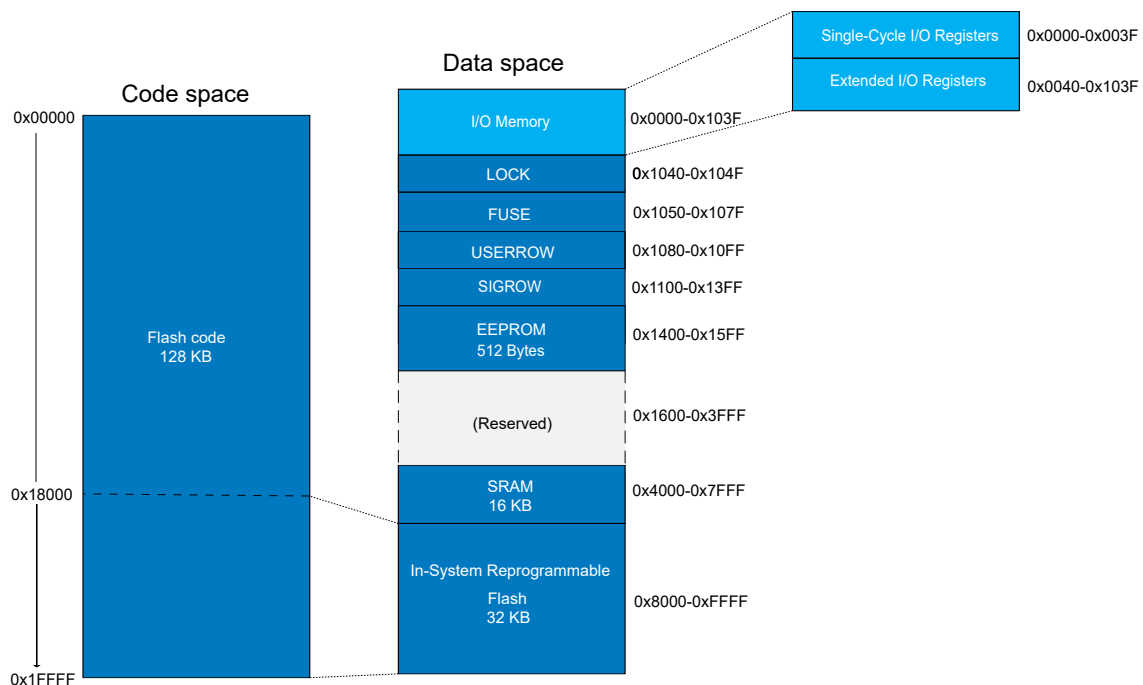 Code space
0x00000
Flash code
128 KB
0x18000
0x1FFFF
Data space
I/O Memory
0x0000-0x103F
LOCK
0x1040-0x104F
FUSE
0x1050-0x107F
USERROW
0x1080-0x10FF
SIGROW
0x1100-0x13FF
EEPROM
512 Bytes
0x1400-0x15FF
(Reserved)
0x1600-0x3FFF
SRAM
16 KB
0x4000-0x7FFF
In-System Reprogrammable
Flash
32 KB
0x8000-0xFFFF
Single-Cycle I/O Registers
0x0000-0x003F
Extended I/O Registers
0x0040-0x103F